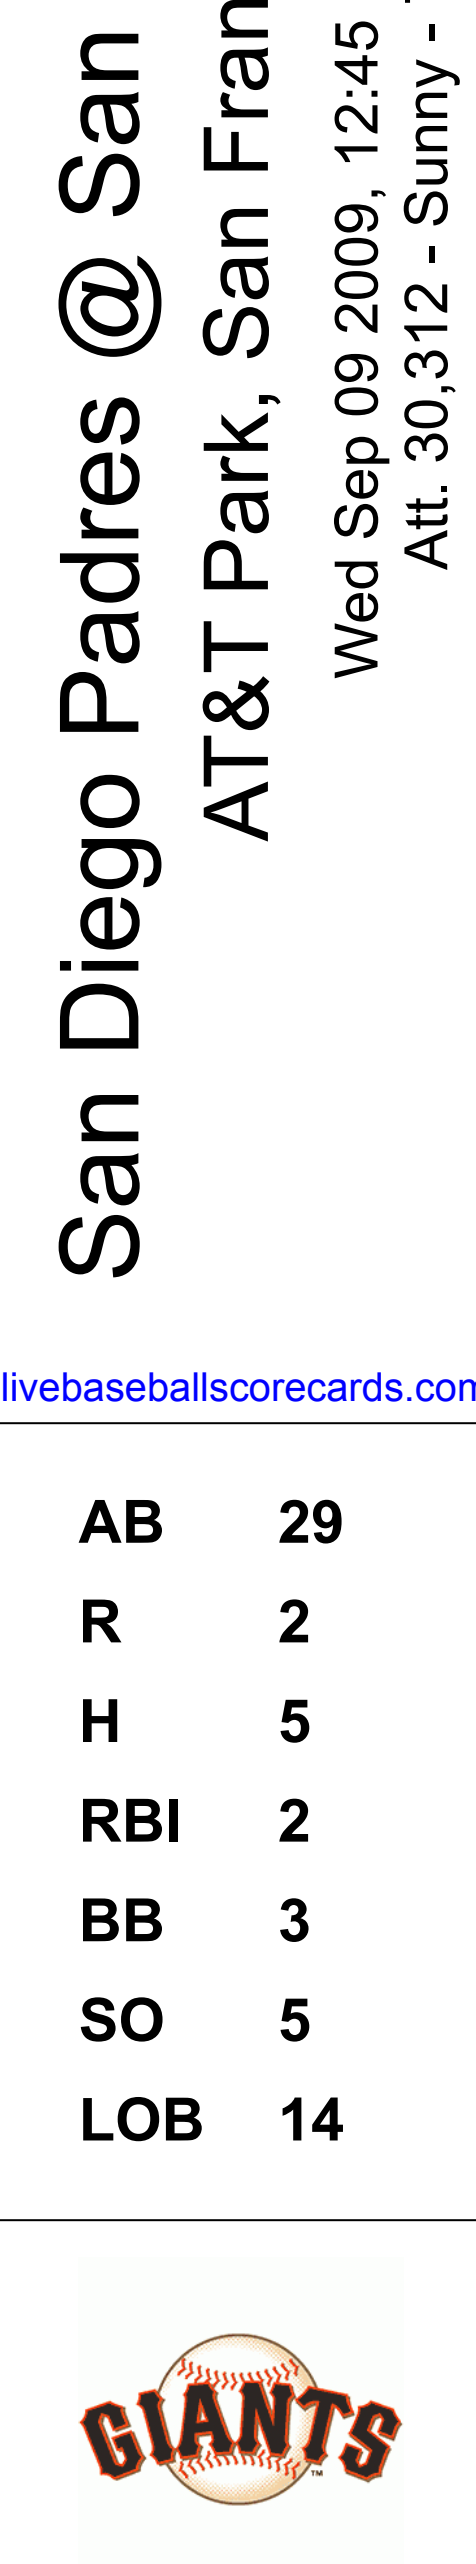 San Diego Padres @ San
AT&T Park, San Fran
Wed Sep 09 2009, 12:45
Att. 30,312 - Sunny -
livebaseballscorecards.com
AB 29
R 2
H 5
RBI 2
BB 3
SO 5
LOB 14
GIANTS
TM